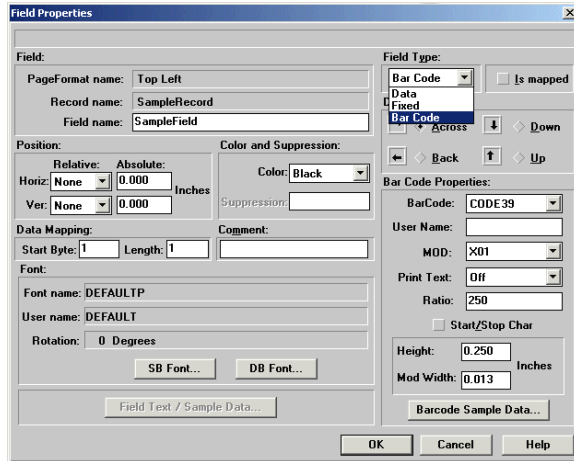 Field Properties
Field:
PageFormat name: Top Left
Record name: SampleRecord
Field name: SampleField
Field Type:
Bar Code
Is mapped
Data
Fixed
Bar Code
D
Across
Down
Back
Up
Position:
Relative: Absolute:
Horiz: None 0.000
Inches
Ver: None 0.000
Color and Suppression:
Color: Black
Suppression:
Data Mapping:
Start Byte: 1 Length: 1
Comment:
Font:
Font name: DEFAULTP
User name: DEFAULT
Rotation: 0 Degrees
SB Font... DB Font...
Field Text / Sample Data...
Bar Code Properties:
BarCode: CODE39
User Name:
MOD: X01
Print Text: Off
Ratio: 250
Start/Stop Char
Height: 0.250
Inches
Mod Width: 0.013
Barcode Sample Data...
OK Cancel Help